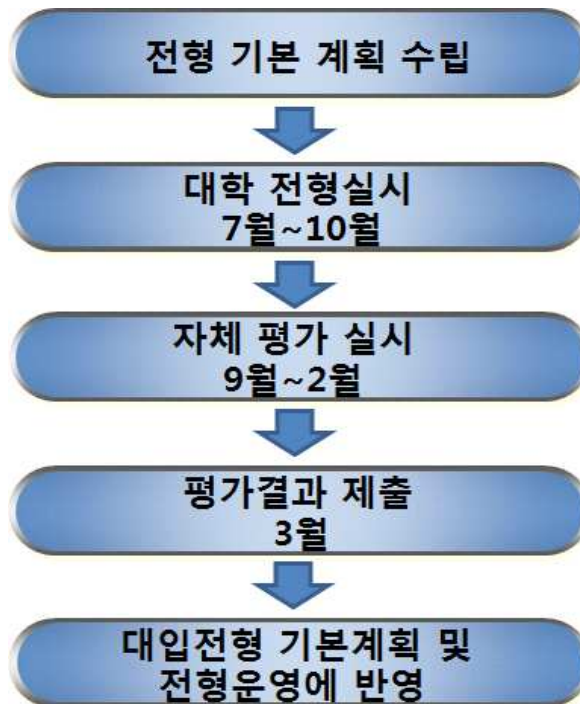 전형 기본 계획 수립
대학 전형실시
7월~10월
자체 평가 실시
9월~2월
평가결과 제출
3월
대입전형 기본계획 및
전형운영에 반영